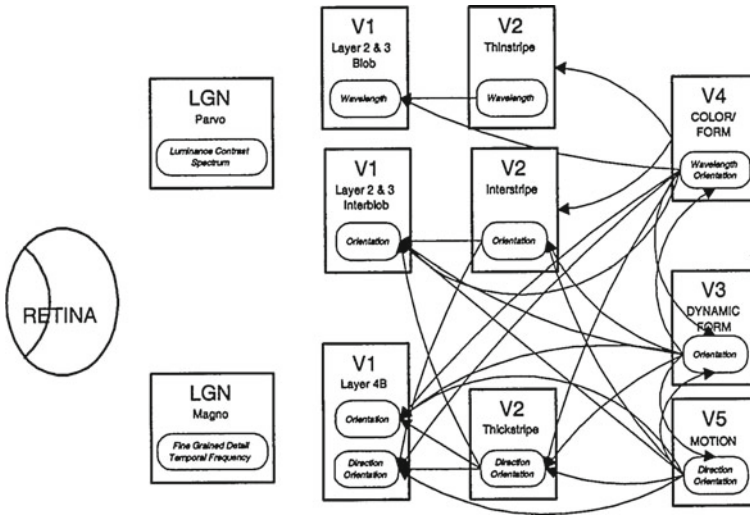 V1
Layer 2 & 3
Blob
Wavelength
V2
Thinstripe
Wavelength
LGN
Parvo
Luminance Contrast
Spectrum
V4
COLOR/
FORM
Wavelength
Orientation
V1
Layer 2 & 3
Interblob
Orientation
V2
Interstripe
Orientation
RETINA
V3
DYNAMIC
FORM
Orientation
LGN
Magno
Fine Grained Detail
Temporal Frequency
V1
Layer 4B
Orientation
Direction
Orientation
V2
Thickstripe
Direction
Orientation
V5
MOTION
Direction
Orientation